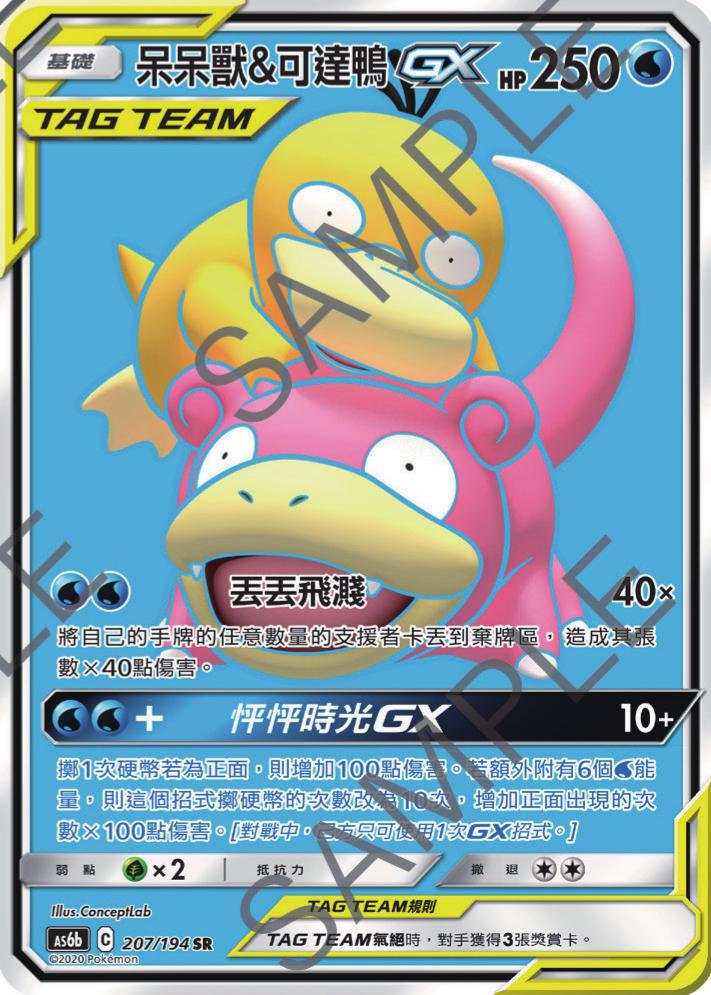 基礎 呆呆獸&可達鴨GX HP250
TAG TEAM
丟丟飛濺 40×
將自己的手牌的任意數量的支援者卡丟到棄牌區，造成其張
數×40點傷害。
+ 怦怦時光GX 10+
擲1次硬幣若為正面，則增加100點傷害。若額外附有6個能
量，則這個招式擲硬幣的次數改為10次，增加正面出現的次
數×100點傷害。[對戰中，己方只可使用1次GX招式。]
弱點 ×2 抵抗力 撤退
Illus.ConceptLab
TAG TEAM規則
AS6b C 207/194 SR
TAG TEAM氣絕時，對手獲得3張獎賞卡。
©2020 Pokémon
SAMPLE
SAMPLE